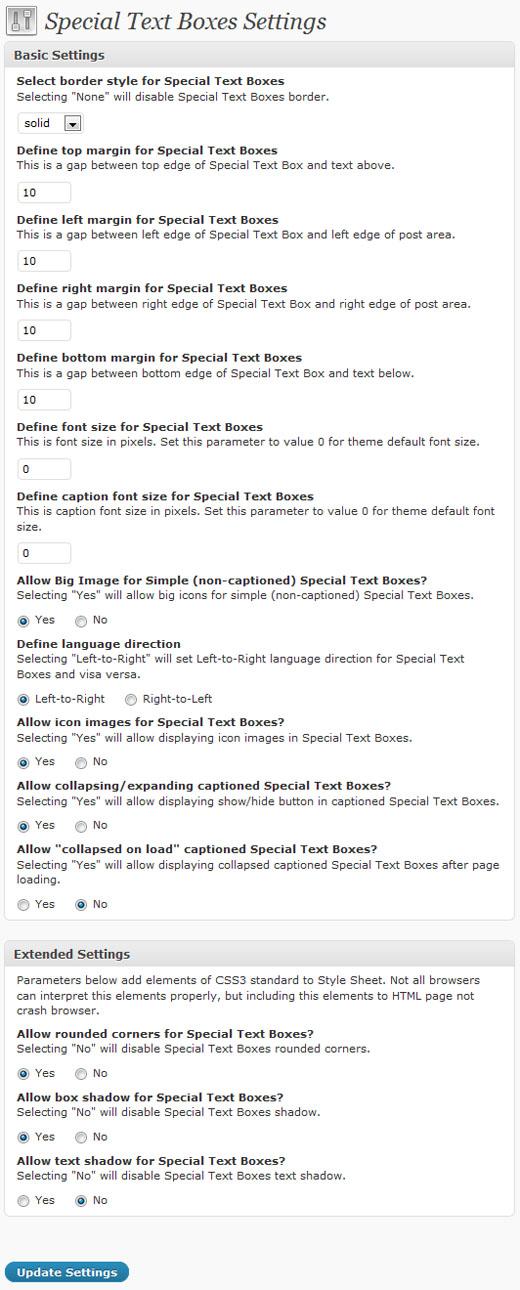 Special Text Boxes Settings
Basic Settings
Select border style for Special Text Boxes
Selecting "None" will disable Special Text Boxes border.
solid
Define top margin for Special Text Boxes
This is a gap between top edge of Special Text Box and text above.
10
Define left margin for Special Text Boxes
This is a gap between left edge of Special Text Box and left edge of post area.
10
Define right margin for Special Text Boxes
This is a gap between right edge of Special Text Box and right edge of post area.
10
Define bottom margin for Special Text Boxes
This is a gap between bottom edge of Special Text Box and text below.
10
Define font size for Special Text Boxes
This is font size in pixels. Set this parameter to value 0 for theme default font size.
0
Define caption font size for Special Text Boxes
This is caption font size in pixels. Set this parameter to value 0 for theme default font
size.
0
Allow Big Image for Simple (non-captioned) Special Text Boxes?
Selecting "Yes" will allow big icons for simple (non-captioned) Special Text Boxes.
Yes No
Define language direction
Selecting "Left-to-Right" will set Left-to-Right language direction for Special Text
Boxes and visa versa.
Left-to-Right Right-to-Left
Allow icon images for Special Text Boxes?
Selecting "Yes" will allow displaying icon images in Special Text Boxes.
Yes No
Allow collapsing/expanding captioned Special Text Boxes?
Selecting "Yes" will allow displaying show/hide button in captioned Special Text Boxes.
Yes No
Allow "collapsed on load" captioned Special Text Boxes?
Selecting "Yes" will allow displaying collapsed captioned Special Text Boxes after page
loading.
Yes No
Extended Settings
Parameters below add elements of CSS3 standard to Style Sheet. Not all browsers
can interpret this elements properly, but including this elements to HTML page not
crash browser.
Allow rounded corners for Special Text Boxes?
Selecting "No" will disable Special Text Boxes rounded corners.
Yes No
Allow box shadow for Special Text Boxes?
Selecting "No" will disable Special Text Boxes shadow.
Yes No
Allow text shadow for Special Text Boxes?
Selecting "No" will disable Special Text Boxes text shadow.
Yes No
Update Settings